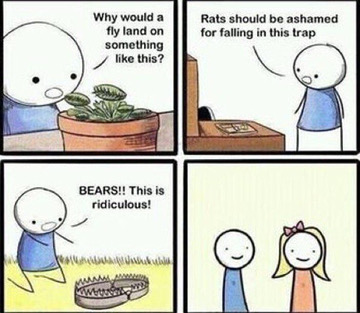 Why would a
fly land on
something
like this?
Rats should be ashamed
for falling in this trap
BEARS!! This is
ridiculous!